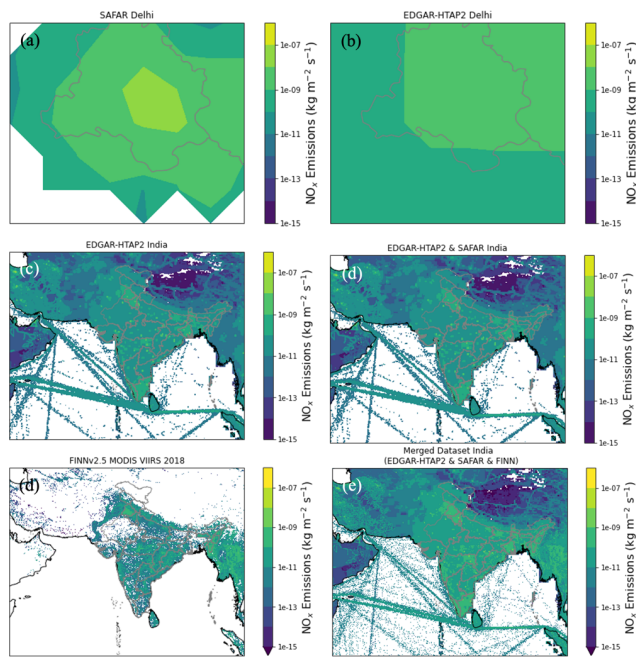 SAFAR Delhi
(a)
1e-07
1e-09
1e-11
1e-13
1e-15
NOx Emissions (kg m−2 s−1)
EDGAR-HTAP2 Delhi
(b)
1e-07
1e-09
1e-11
1e-13
1e-15
NOx Emissions (kg m−2 s−1)
EDGAR-HTAP2 India
(c)
1e-07
1e-09
1e-11
1e-13
1e-15
NOx Emissions (kg m−2 s−1)
EDGAR-HTAP2 & SAFAR India
(d)
1e-07
1e-09
1e-11
1e-13
1e-15
NOx Emissions (kg m−2 s−1)
FINNv2.5 MODIS VIIRS 2018
(d)
1e-07
1e-09
1e-11
1e-13
1e-15
NOx Emissions (kg m−2 s−1)
Merged Dataset India
(EDGAR-HTAP2 & SAFAR & FINN)
(e)
1e-07
1e-09
1e-11
1e-13
1e-15
NOx Emissions (kg m−2 s−1)